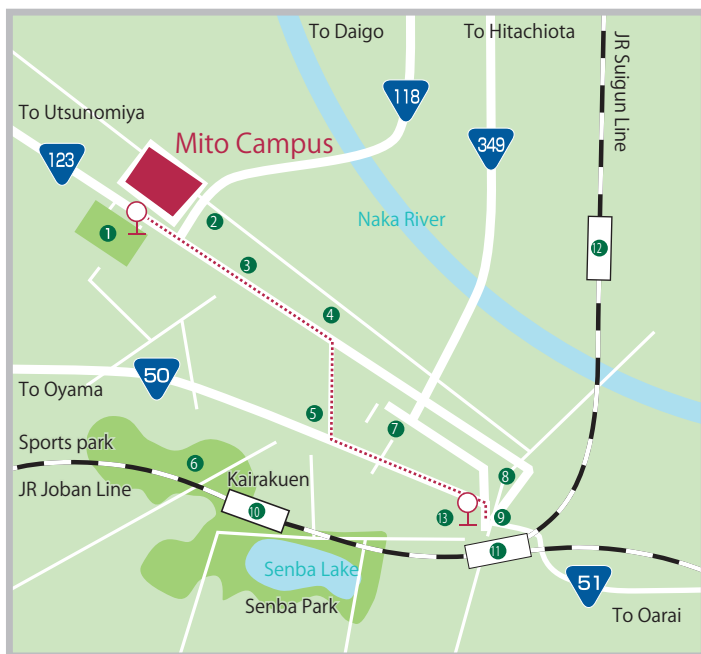 To Daigo
To Hitachiota
JR Suigun Line
To Utsunomiya
118
Mito Campus
123
349
Naka River
1
2
3
12
4
50
To Oyama
5
7
Sports park
6
8
JR Joban Line
Kairakuen
10
13
9
11
Senba Lake
51
Senba Park
To Oarai